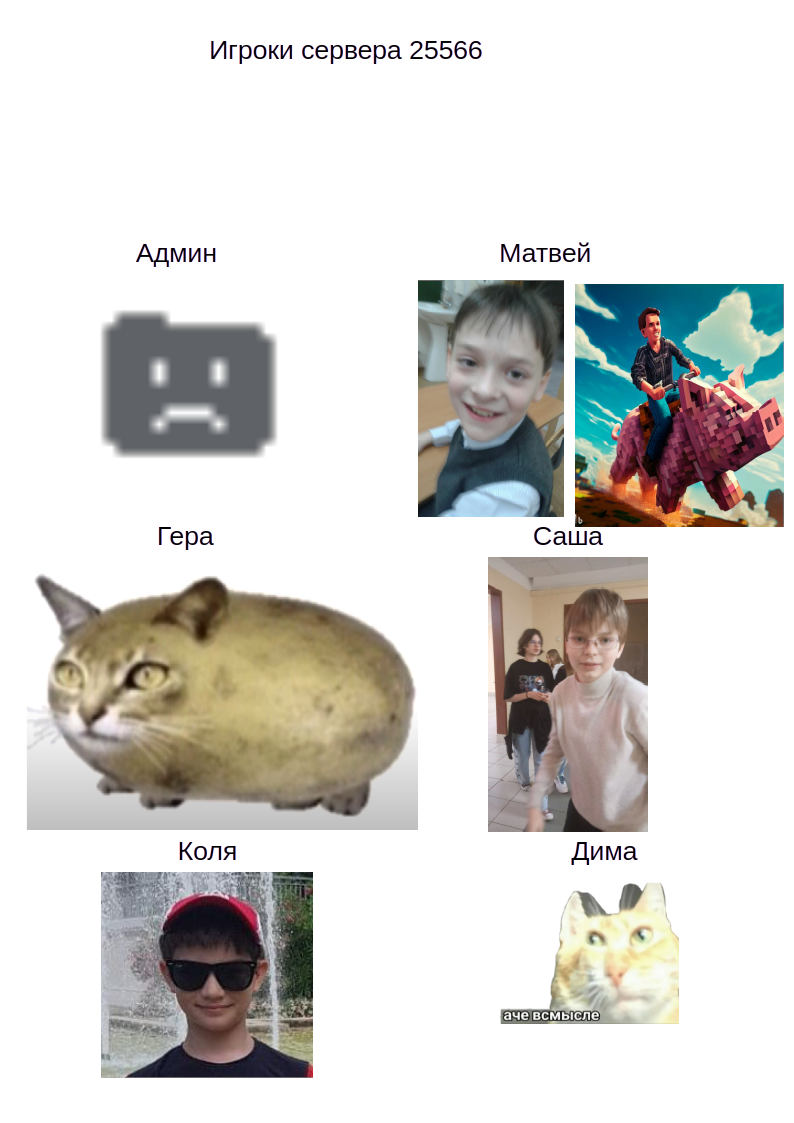 Игроки сервера 25566
Админ
Матвей
Гера
Саша
Коля
Дима
аче всмысле